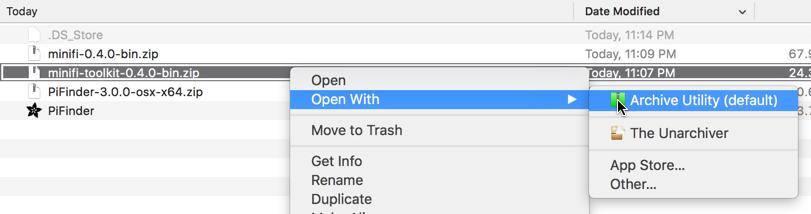 Today
Date Modified
.DS_Store
Today, 11:14 PM
minifi-0.4.0-bin.zip
Today, 11:09 PM
67.9
minifi-toolkit-0.4.0-bin.zip
Today, 11:07 PM
24.3
PiFinder-3.0.0-osx-x64.zip
PiFinder
Open
Open With
Move to Trash
Get Info
Rename
Duplicate
Archive Utility (default)
The Unarchiver
App Store...
Other...